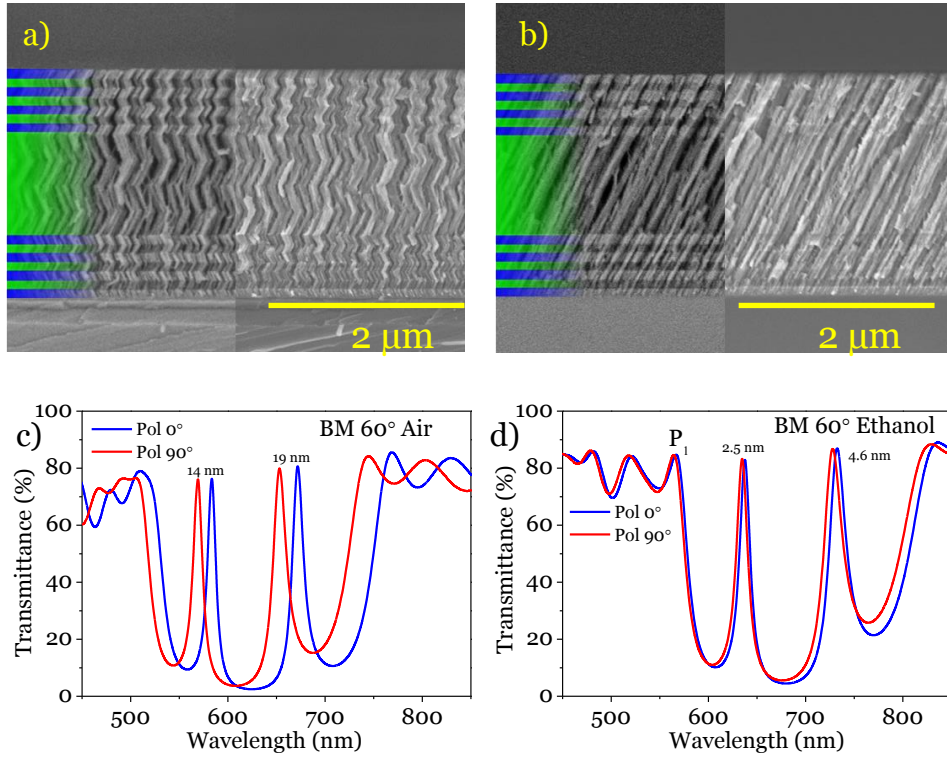 a)
b)
2 µm
2 µm
c)
BM 60° Air
Pol 0°
Pol 90°
14 nm
19 nm
100
80
60
40
20
0
500
600
700
800
Transmittance (%)
Wavelength (nm)
d)
BM 60° Ethanol
P1
2.5 nm
4.6 nm
Pol 0°
Pol 90°
100
80
60
40
20
0
500
600
700
800
Transmittance (%)
Wavelength (nm)